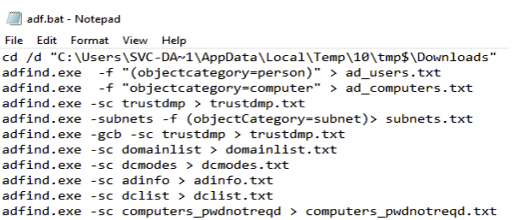 adf.bat - Notepad
File Edit Format View Help
cd /d "C:\Users\SVC-DA~1\AppData\Local\Temp\10\tmp$\Downloads"
adfind.exe  -f "(objectcategory=person)" > ad_users.txt
adfind.exe  -f "objectcategory=computer" > ad_computers.txt
adfind.exe -sc trustdmp > trustdmp.txt
adfind.exe -subnets -f (objectCategory=subnet)> subnets.txt
adfind.exe -gcb -sc trustdmp > trustdmp.txt
adfind.exe -sc domainlist > domainlist.txt
adfind.exe -sc dcmodes > dcmodes.txt
adfind.exe -sc adinfo > adinfo.txt
adfind.exe -sc dclist > dclist.txt
adfind.exe -sc computers_pwdnotreqd > computers_pwdnotreqd.txt